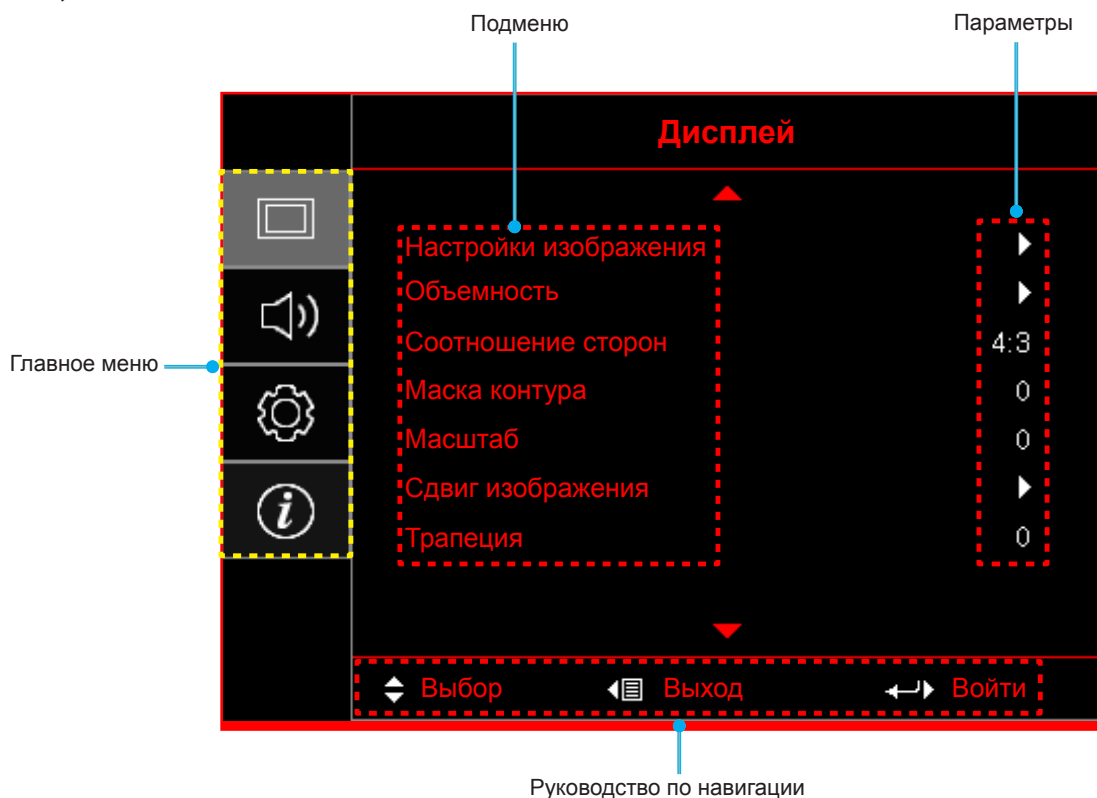 Подменю
Параметры
Дисплей
Настройки изображения
Объемность
Соотношение сторон 4:3
Главное меню
Маска контура 0
Масштаб 0
Сдвиг изображения
Трапеция 0
Выбор Выход Войти
Руководство по навигации